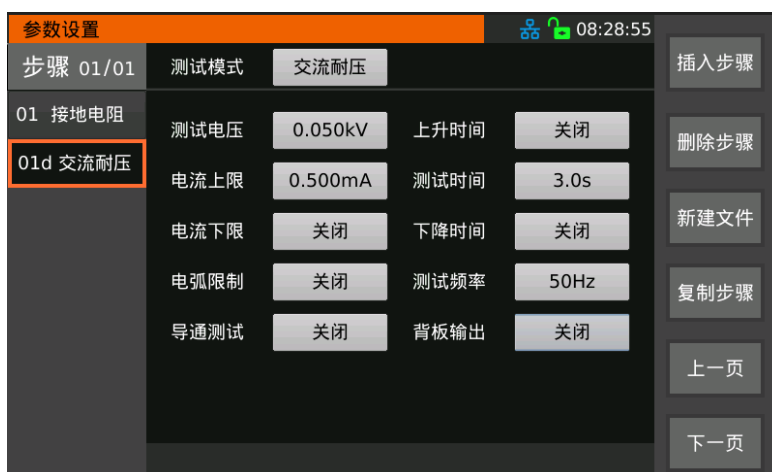 参数设置
08:28:55
步骤 01/01
测试模式 交流耐压
插入步骤
01 接地电阻
01d 交流耐压
测试电压 0.050kV 上升时间 关闭
删除步骤
电流上限 0.500mA 测试时间 3.0s
电流下限 关闭 下降时间 关闭
新建文件
电弧限制 关闭 测试频率 50Hz
复制步骤
导通测试 关闭 背板输出 关闭
上一页
下一页